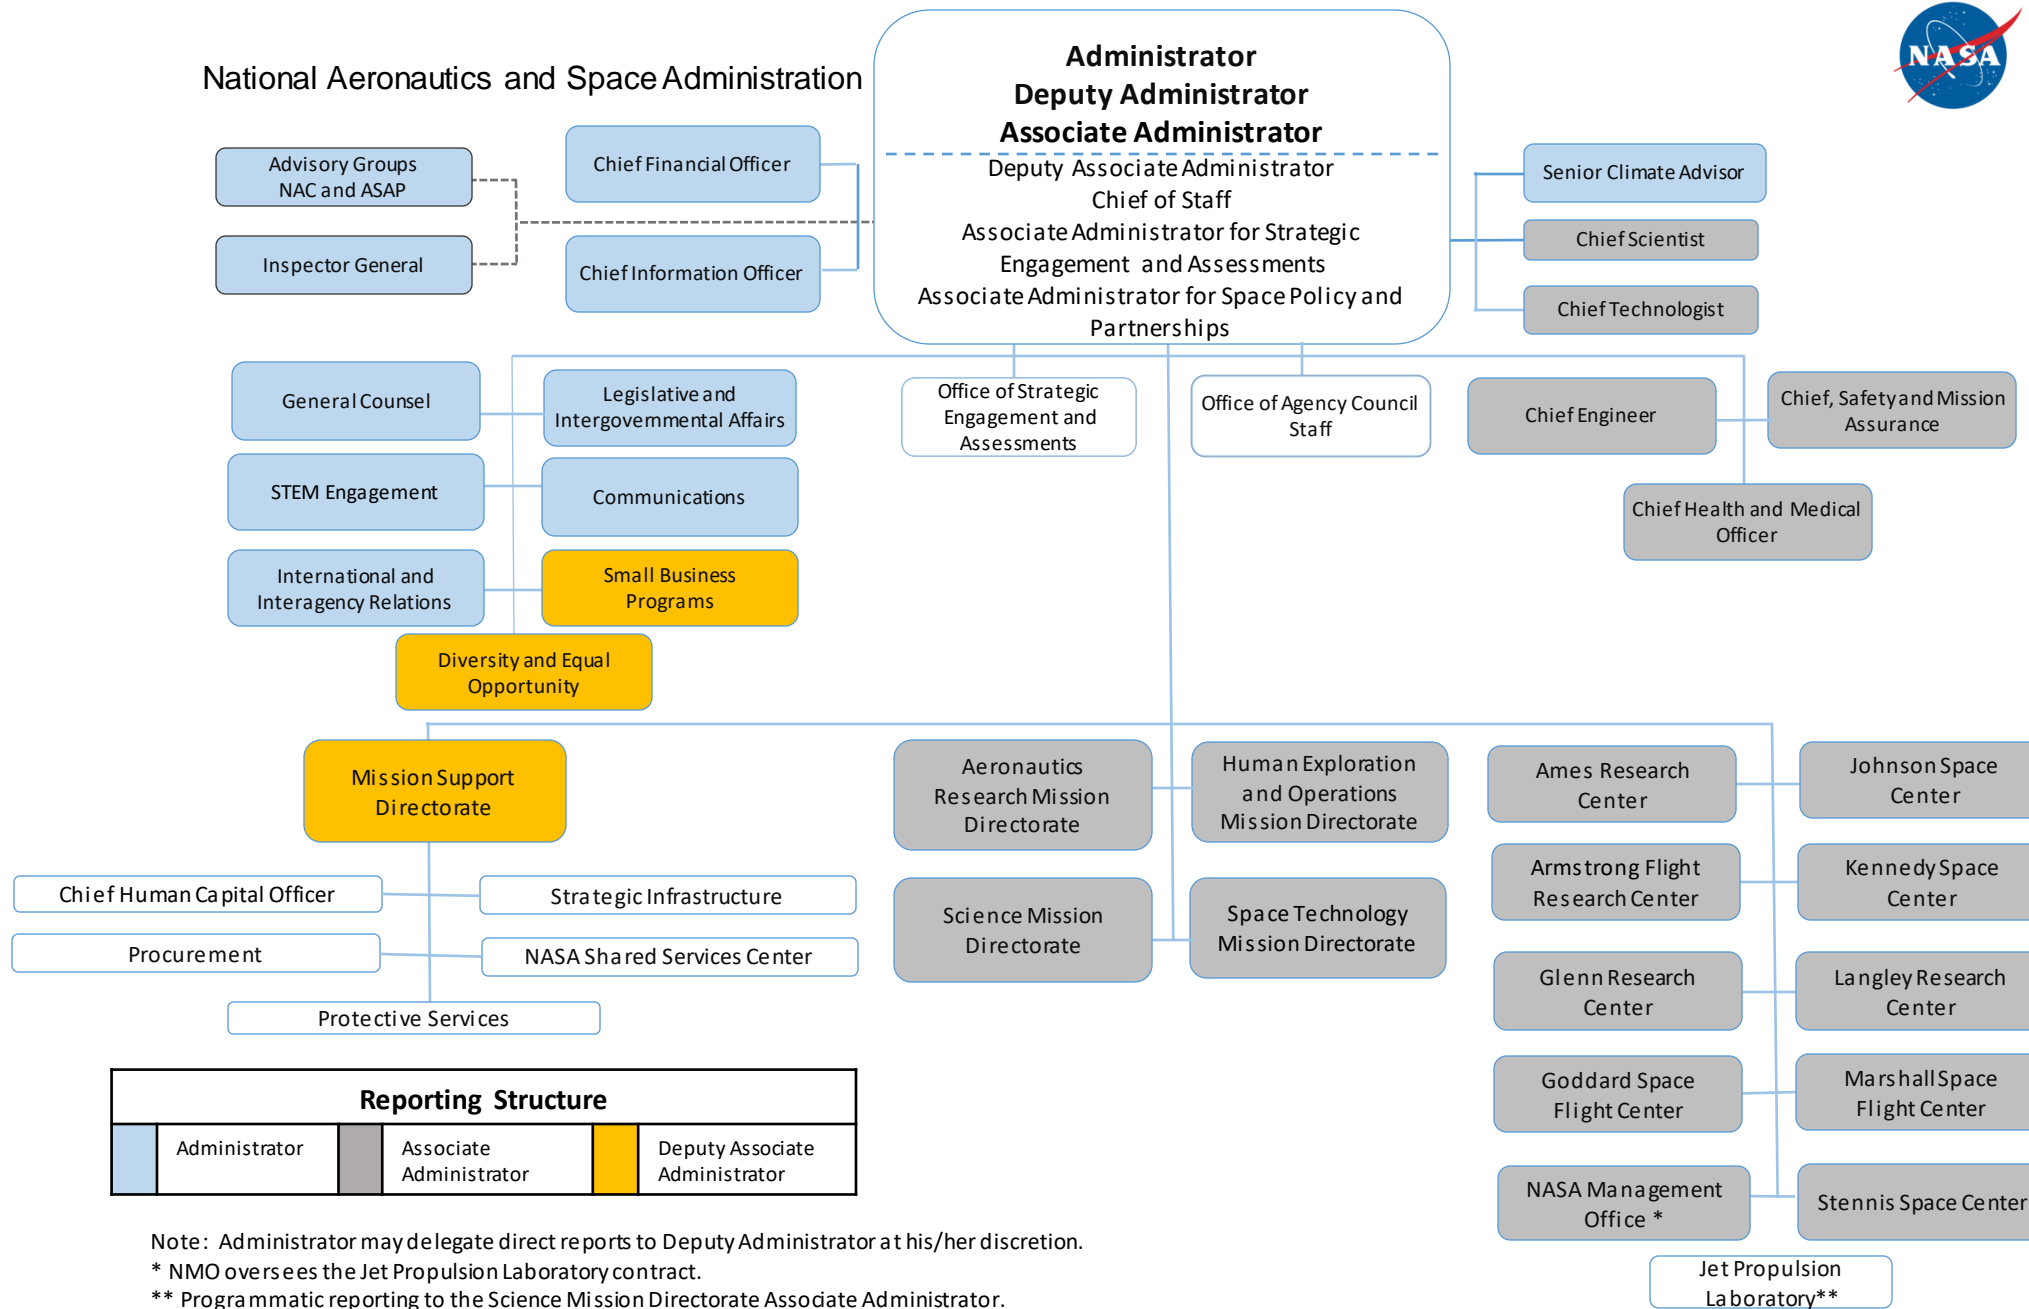 National Aeronautics and Space Administration
NASA
Administrator
Deputy Administrator
Associate Administrator
Deputy Associate Administrator
Chief of Staff
Associate Administrator for Strategic
Engagement and Assessments
Associate Administrator for Space Policy and
Partnerships
Advisory Groups
NAC and ASAP
Inspector General
Chief Financial Officer
Chief Information Officer
Senior Climate Advisor
Chief Scientist
Chief Technologist
General Counsel
Legislative and
Intergovernmental Affairs
STEM Engagement
Communications
International and
Interagency Relations
Small Business
Programs
Diversity and Equal
Opportunity
Office of Strategic
Engagement and
Assessments
Office of Agency Council
Staff
Chief Engineer
Chief, Safety and Mission
Assurance
Chief Health and Medical
Officer
Mission Support
Directorate
Chief Human Capital Officer
Strategic Infrastructure
Procurement
NASA Shared Services Center
Protective Services
Aeronautics
Research Mission
Directorate
Human Exploration
and Operations
Mission Directorate
Science Mission
Directorate
Space Technology
Mission Directorate
Ames Research
Center
Johnson Space
Center
Armstrong Flight
Research Center
Kennedy Space
Center
Glenn Research
Center
Langley Research
Center
Goddard Space
Flight Center
Marshall Space
Flight Center
NASA Management
Office *
Stennis Space Center
Jet Propulsion
Laboratory**
Reporting Structure
Administrator
Associate
Administrator
Deputy Associate
Administrator
Note: Administrator may delegate direct reports to Deputy Administrator at his/her discretion.
* NMO oversees the Jet Propulsion Laboratory contract.
** Programmatic reporting to the Science Mission Directorate Associate Administrator.